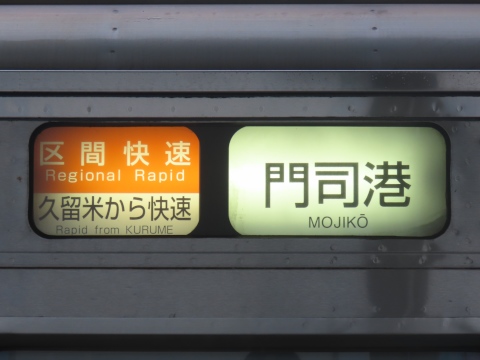 区間快速
Regional Rapid
久留米から快速
Rapid from KURUME
門司港
MOJIKŌ